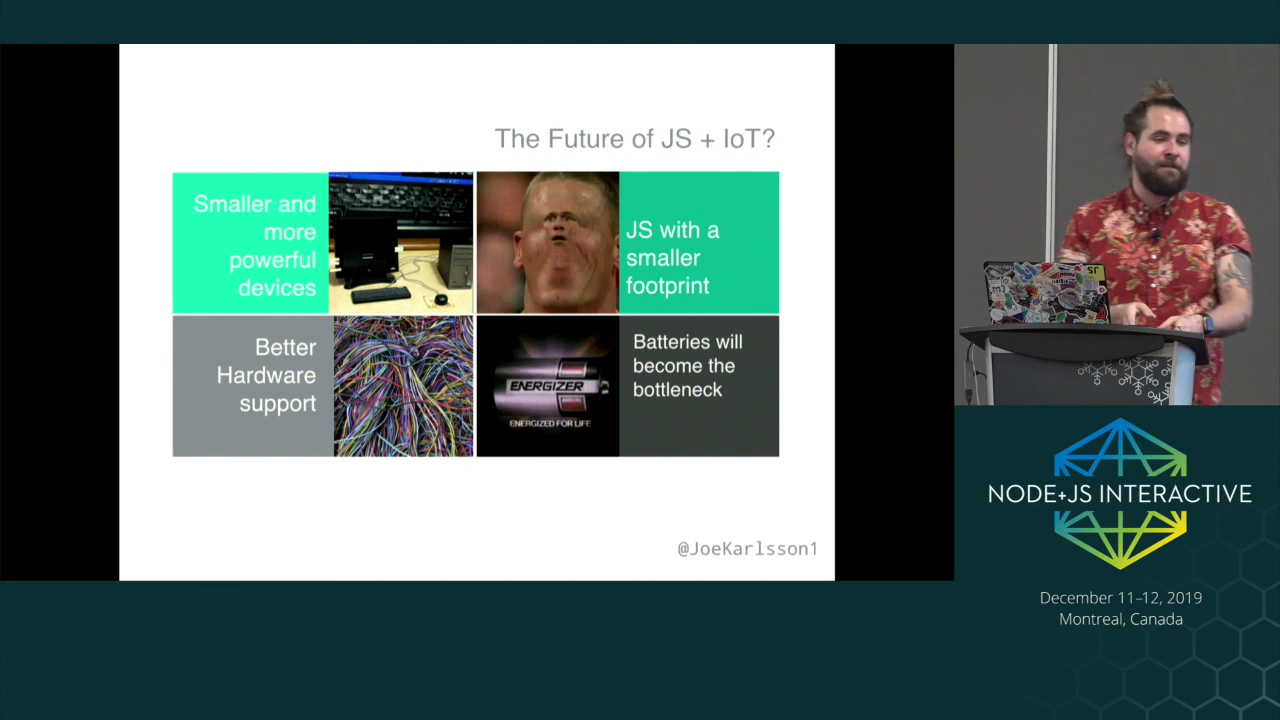 The Future of JS + IoT?
Smaller and
more
powerful
devices
JS with a
smaller
footprint
Better
Hardware
support
Batteries will
become the
bottleneck
ENERGIZER
ENERGIZED FOR LIFE
@JoeKarlsson1
JS
NODE+JS INTERACTIVE
December 11–12, 2019
Montreal, Canada